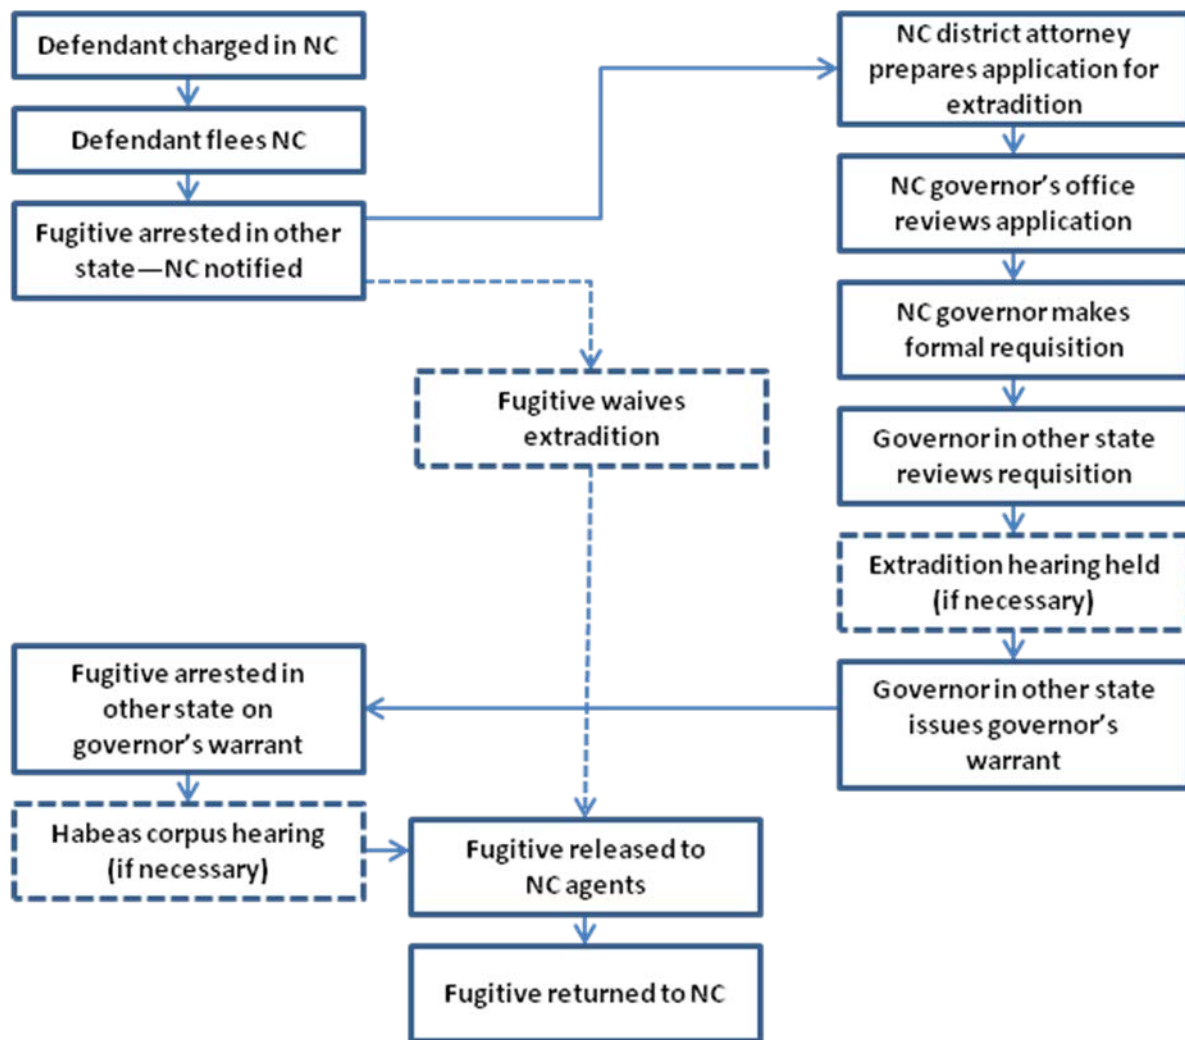 Defendant charged in NC
Defendant flees NC
Fugitive arrested in other
state—NC notified
NC district attorney
prepares application for
extradition
NC governor's office
reviews application
NC governor makes
formal requisition
Governor in other state
reviews requisition
Extradition hearing held
(if necessary)
Governor in other state
issues governor's
warrant
Fugitive waives
extradition
Fugitive arrested in
other state on
governor's warrant
Habeas corpus hearing
(if necessary)
Fugitive released to
NC agents
Fugitive returned to NC